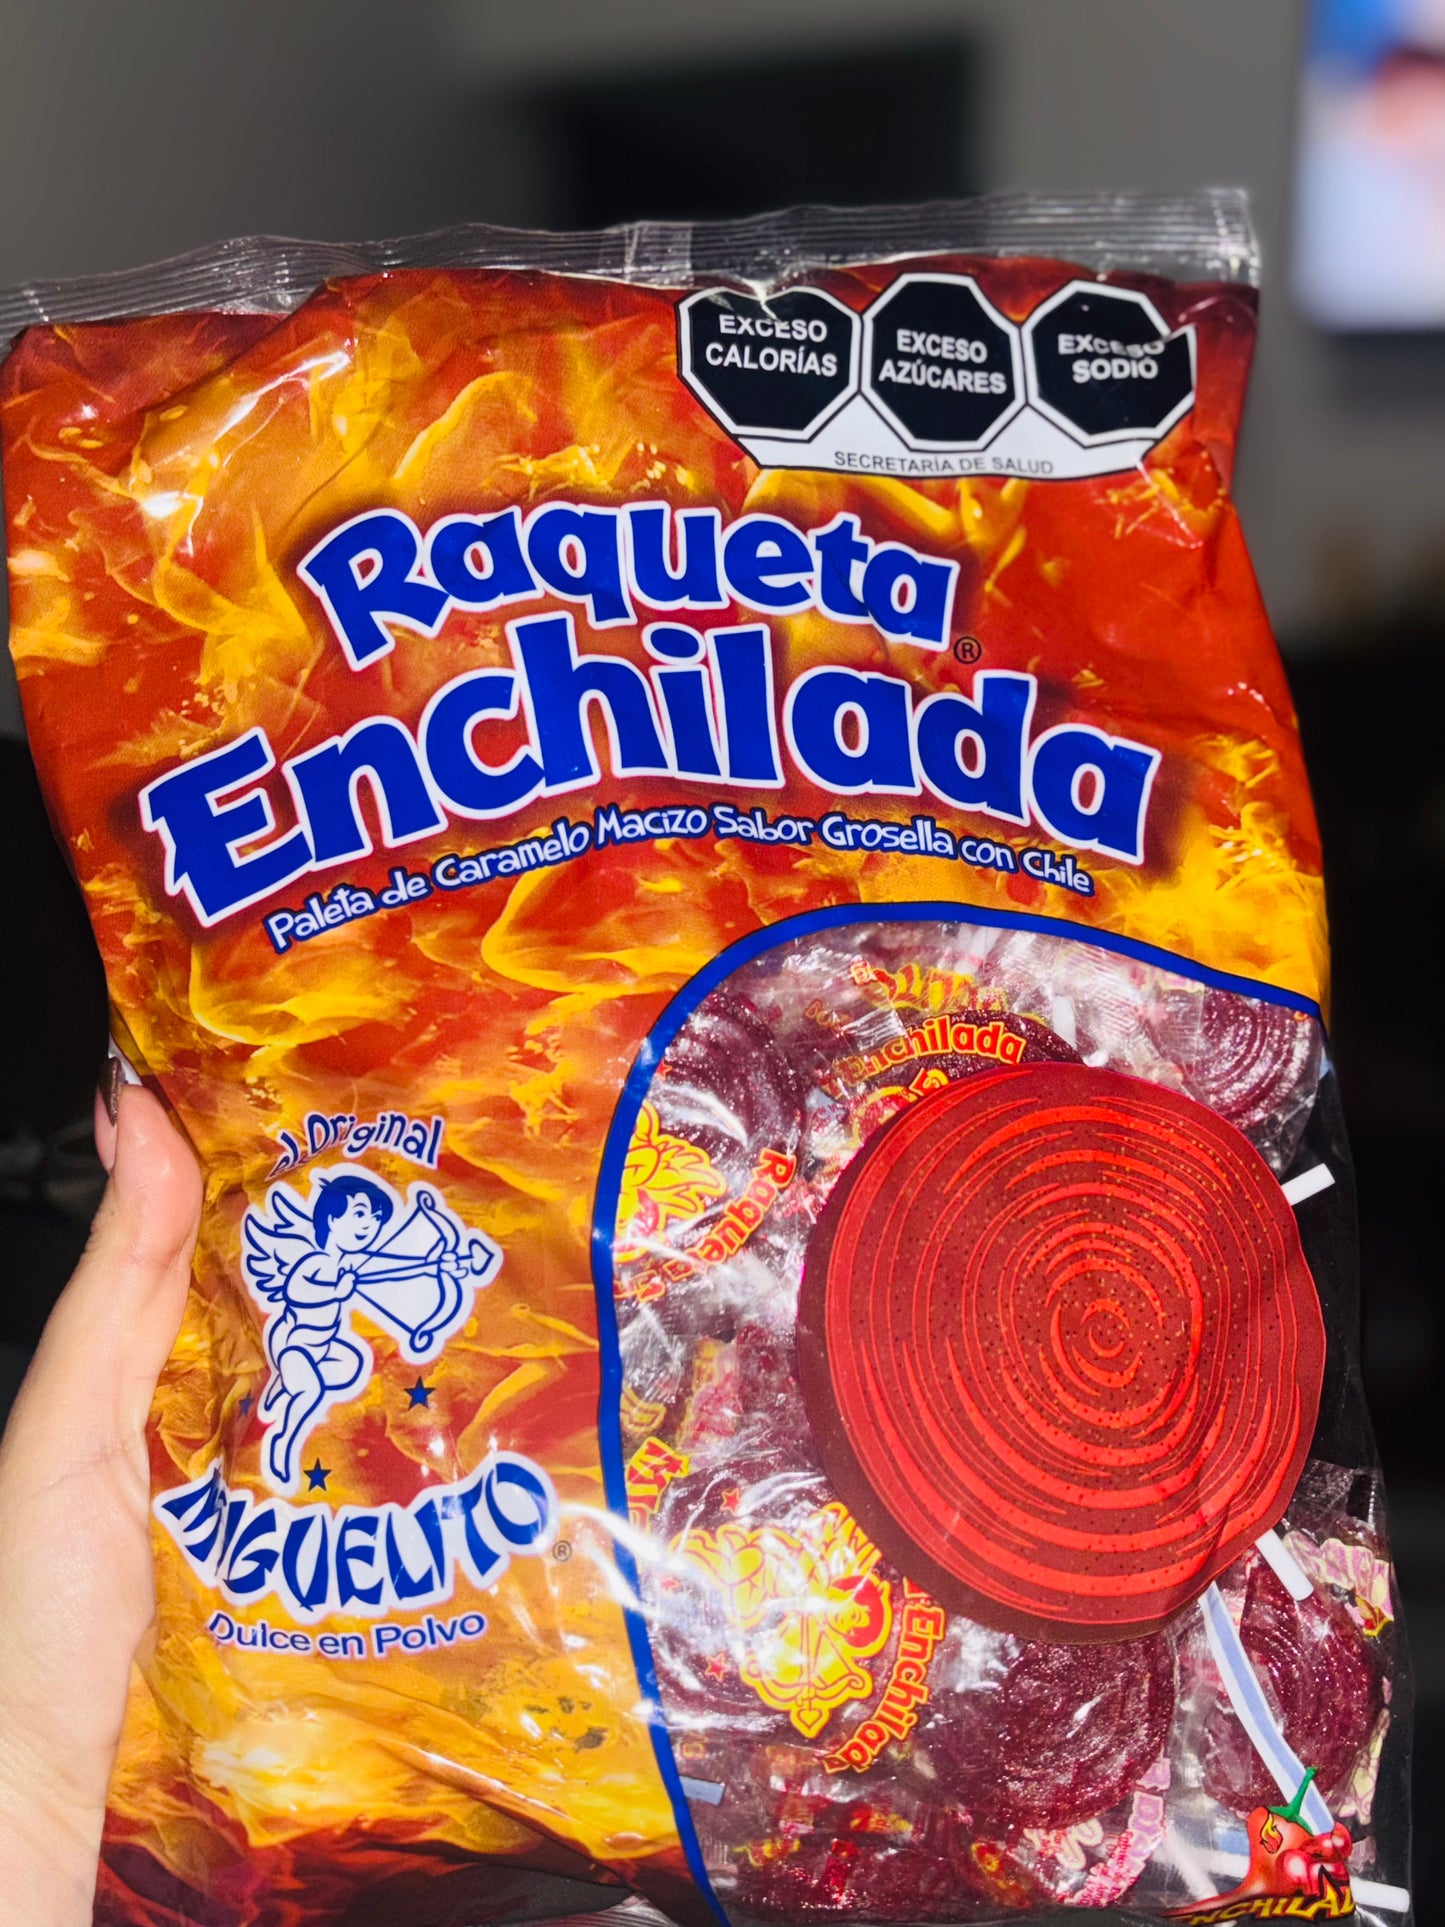 EXCESO
CALORÍAS
EXCESO
AZÚCARES
EXCESO
SODIO
SECRETARÍA DE SALUD
Raqueta
Enchilada®
Paleta de Caramelo Macizo Sabor Grosella con Chile
El Original
MIGUELITO®
Dulce en Polvo
Enchilada
Raqueta
Enchilada